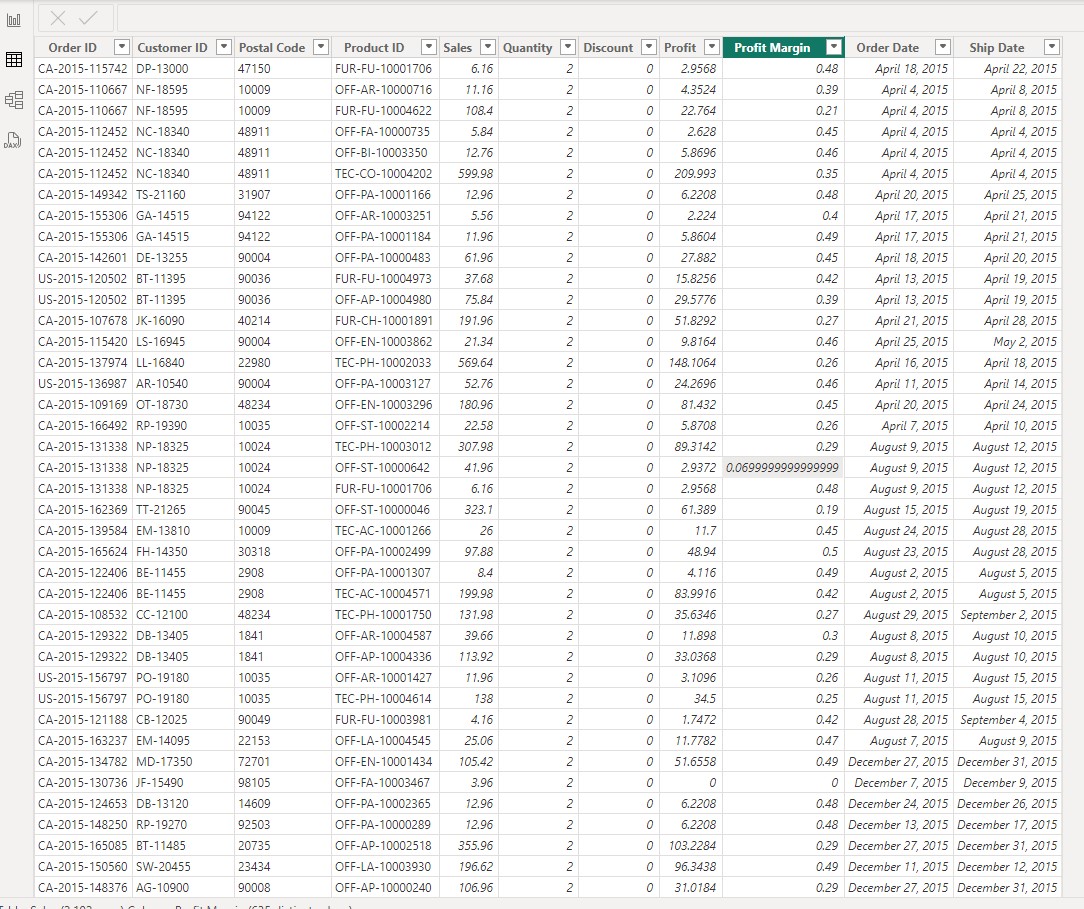 Order ID Customer ID Postal Code Product ID Sales Quantity Discount Profit Profit Margin Order Date Ship Date
CA-2015-115742 DP-13000 47150 FUR-FU-10001706 6.16 2 0 2.9568 0.48 April 18, 2015 April 22, 2015
CA-2015-110667 NF-18595 10009 OFF-AR-10000716 11.16 2 0 4.3524 0.39 April 4, 2015 April 8, 2015
CA-2015-110667 NF-18595 10009 FUR-FU-10004622 108.4 2 0 22.764 0.21 April 4, 2015 April 8, 2015
CA-2015-112452 NC-18340 48911 OFF-FA-10000735 5.84 2 0 2.628 0.45 April 4, 2015 April 4, 2015
CA-2015-112452 NC-18340 48911 OFF-BI-10003350 12.76 2 0 5.8696 0.46 April 4, 2015 April 4, 2015
CA-2015-112452 NC-18340 48911 TEC-CO-10004202 599.98 2 0 209.993 0.35 April 4, 2015 April 4, 2015
CA-2015-149342 TS-21160 31907 OFF-PA-10001166 12.96 2 0 6.2208 0.48 April 20, 2015 April 25, 2015
CA-2015-155306 GA-14515 94122 OFF-AR-10003251 5.56 2 0 2.224 0.4 April 17, 2015 April 21, 2015
CA-2015-155306 GA-14515 94122 OFF-PA-10001184 11.96 2 0 5.8604 0.49 April 17, 2015 April 21, 2015
CA-2015-142601 DE-13255 90004 OFF-PA-10000483 61.96 2 0 27.882 0.45 April 18, 2015 April 20, 2015
US-2015-120502 BT-11395 90036 FUR-FU-10004973 37.68 2 0 15.8256 0.42 April 13, 2015 April 19, 2015
US-2015-120502 BT-11395 90036 OFF-AP-10004980 75.84 2 0 29.5776 0.39 April 13, 2015 April 19, 2015
CA-2015-107678 JK-16090 40214 FUR-CH-10001891 191.96 2 0 51.8292 0.27 April 21, 2015 April 28, 2015
CA-2015-115420 LS-16945 90004 OFF-EN-10003862 21.34 2 0 9.8164 0.46 April 25, 2015 May 2, 2015
CA-2015-137974 LL-16840 22980 TEC-PH-10002033 569.64 2 0 148.1064 0.26 April 16, 2015 April 18, 2015
US-2015-136987 AR-10540 90004 OFF-PA-10003127 52.76 2 0 24.2696 0.46 April 11, 2015 April 14, 2015
CA-2015-109169 OT-18730 48234 OFF-EN-10003296 180.96 2 0 81.432 0.45 April 20, 2015 April 24, 2015
CA-2015-166492 RP-19390 10035 OFF-ST-10002214 22.58 2 0 5.8708 0.26 April 7, 2015 April 10, 2015
CA-2015-131338 NP-18325 10024 TEC-PH-10003012 307.98 2 0 89.3142 0.29 August 9, 2015 August 12, 2015
CA-2015-131338 NP-18325 10024 OFF-ST-10000642 41.96 2 0 2.9372 0.0699999999999999 August 9, 2015 August 12, 2015
CA-2015-131338 NP-18325 10024 FUR-FU-10001706 6.16 2 0 2.9568 0.48 August 9, 2015 August 12, 2015
CA-2015-162369 TT-21265 90045 OFF-ST-10000046 323.1 2 0 61.389 0.19 August 15, 2015 August 19, 2015
CA-2015-139584 EM-13810 10009 TEC-AC-10001266 26 2 0 11.7 0.45 August 24, 2015 August 28, 2015
CA-2015-165624 FH-14350 30318 OFF-PA-10002499 97.88 2 0 48.94 0.5 August 23, 2015 August 28, 2015
CA-2015-122406 BE-11455 2908 OFF-PA-10001307 8.4 2 0 4.116 0.49 August 2, 2015 August 5, 2015
CA-2015-122406 BE-11455 2908 TEC-AC-10004571 199.98 2 0 83.9916 0.42 August 2, 2015 August 5, 2015
CA-2015-108532 CC-12100 48234 TEC-PH-10001750 131.98 2 0 35.6346 0.27 August 29, 2015 September 2, 2015
CA-2015-129322 DB-13405 1841 OFF-AR-10004587 39.66 2 0 11.898 0.3 August 8, 2015 August 10, 2015
CA-2015-129322 DB-13405 1841 OFF-AP-10004336 113.92 2 0 33.0368 0.29 August 8, 2015 August 10, 2015
US-2015-156797 PO-19180 10035 OFF-AR-10001427 11.96 2 0 3.1096 0.26 August 11, 2015 August 15, 2015
US-2015-156797 PO-19180 10035 TEC-PH-10004614 138 2 0 34.5 0.25 August 11, 2015 August 15, 2015
CA-2015-121188 CB-12025 90049 FUR-FU-10003981 4.16 2 0 1.7472 0.42 August 28, 2015 September 4, 2015
CA-2015-163237 EM-14095 22153 OFF-LA-10004545 25.06 2 0 11.7782 0.47 August 7, 2015 August 9, 2015
CA-2015-134782 MD-17350 72701 OFF-EN-10001434 105.42 2 0 51.6558 0.49 December 27, 2015 December 31, 2015
CA-2015-130736 JF-15490 98105 OFF-FA-10003467 3.96 2 0 0 0 December 7, 2015 December 9, 2015
CA-2015-124653 DB-13120 14609 OFF-PA-10002365 12.96 2 0 6.2208 0.48 December 24, 2015 December 26, 2015
CA-2015-148250 RP-19270 92503 OFF-PA-10000289 12.96 2 0 6.2208 0.48 December 13, 2015 December 17, 2015
CA-2015-165085 BT-11485 20735 OFF-AP-10002518 355.96 2 0 103.2284 0.29 December 27, 2015 December 31, 2015
CA-2015-150560 SW-20455 23434 OFF-LA-10003930 196.62 2 0 96.3438 0.49 December 11, 2015 December 12, 2015
CA-2015-148376 AG-10900 90008 OFF-AP-10000240 106.96 2 0 31.0184 0.29 December 27, 2015 December 31, 2015